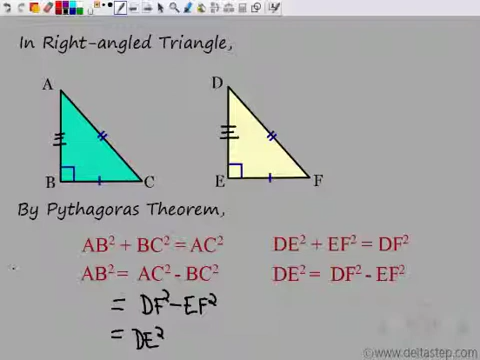 In Right-angled Triangle,
A
D
B
C
E
F
By Pythagoras Theorem,
AB² + BC² = AC²
DE² + EF² = DF²
AB² = AC² - BC²
DE² = DF² - EF²
= DF² - EF²
= DE²
www.deltastep.com